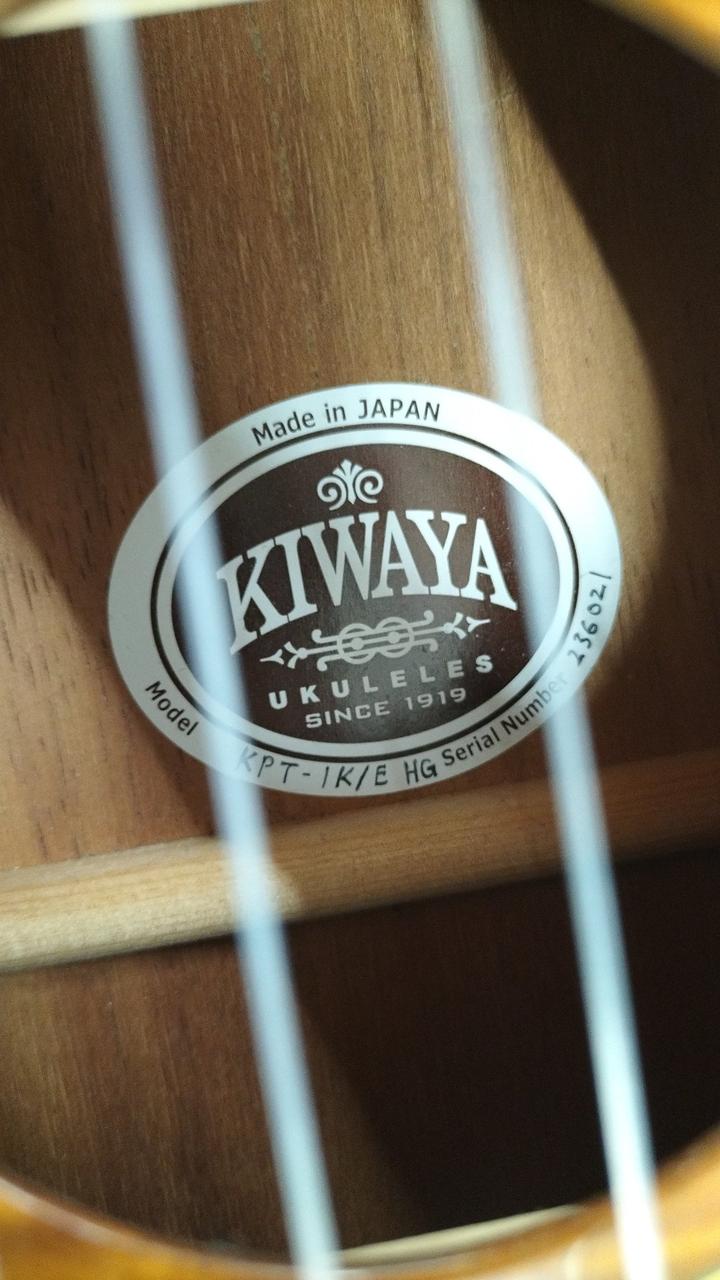 Made in JAPAN
KIWAYA
UKULELES
SINCE 1919
Model KPT-1K/E HG Serial Number 236021